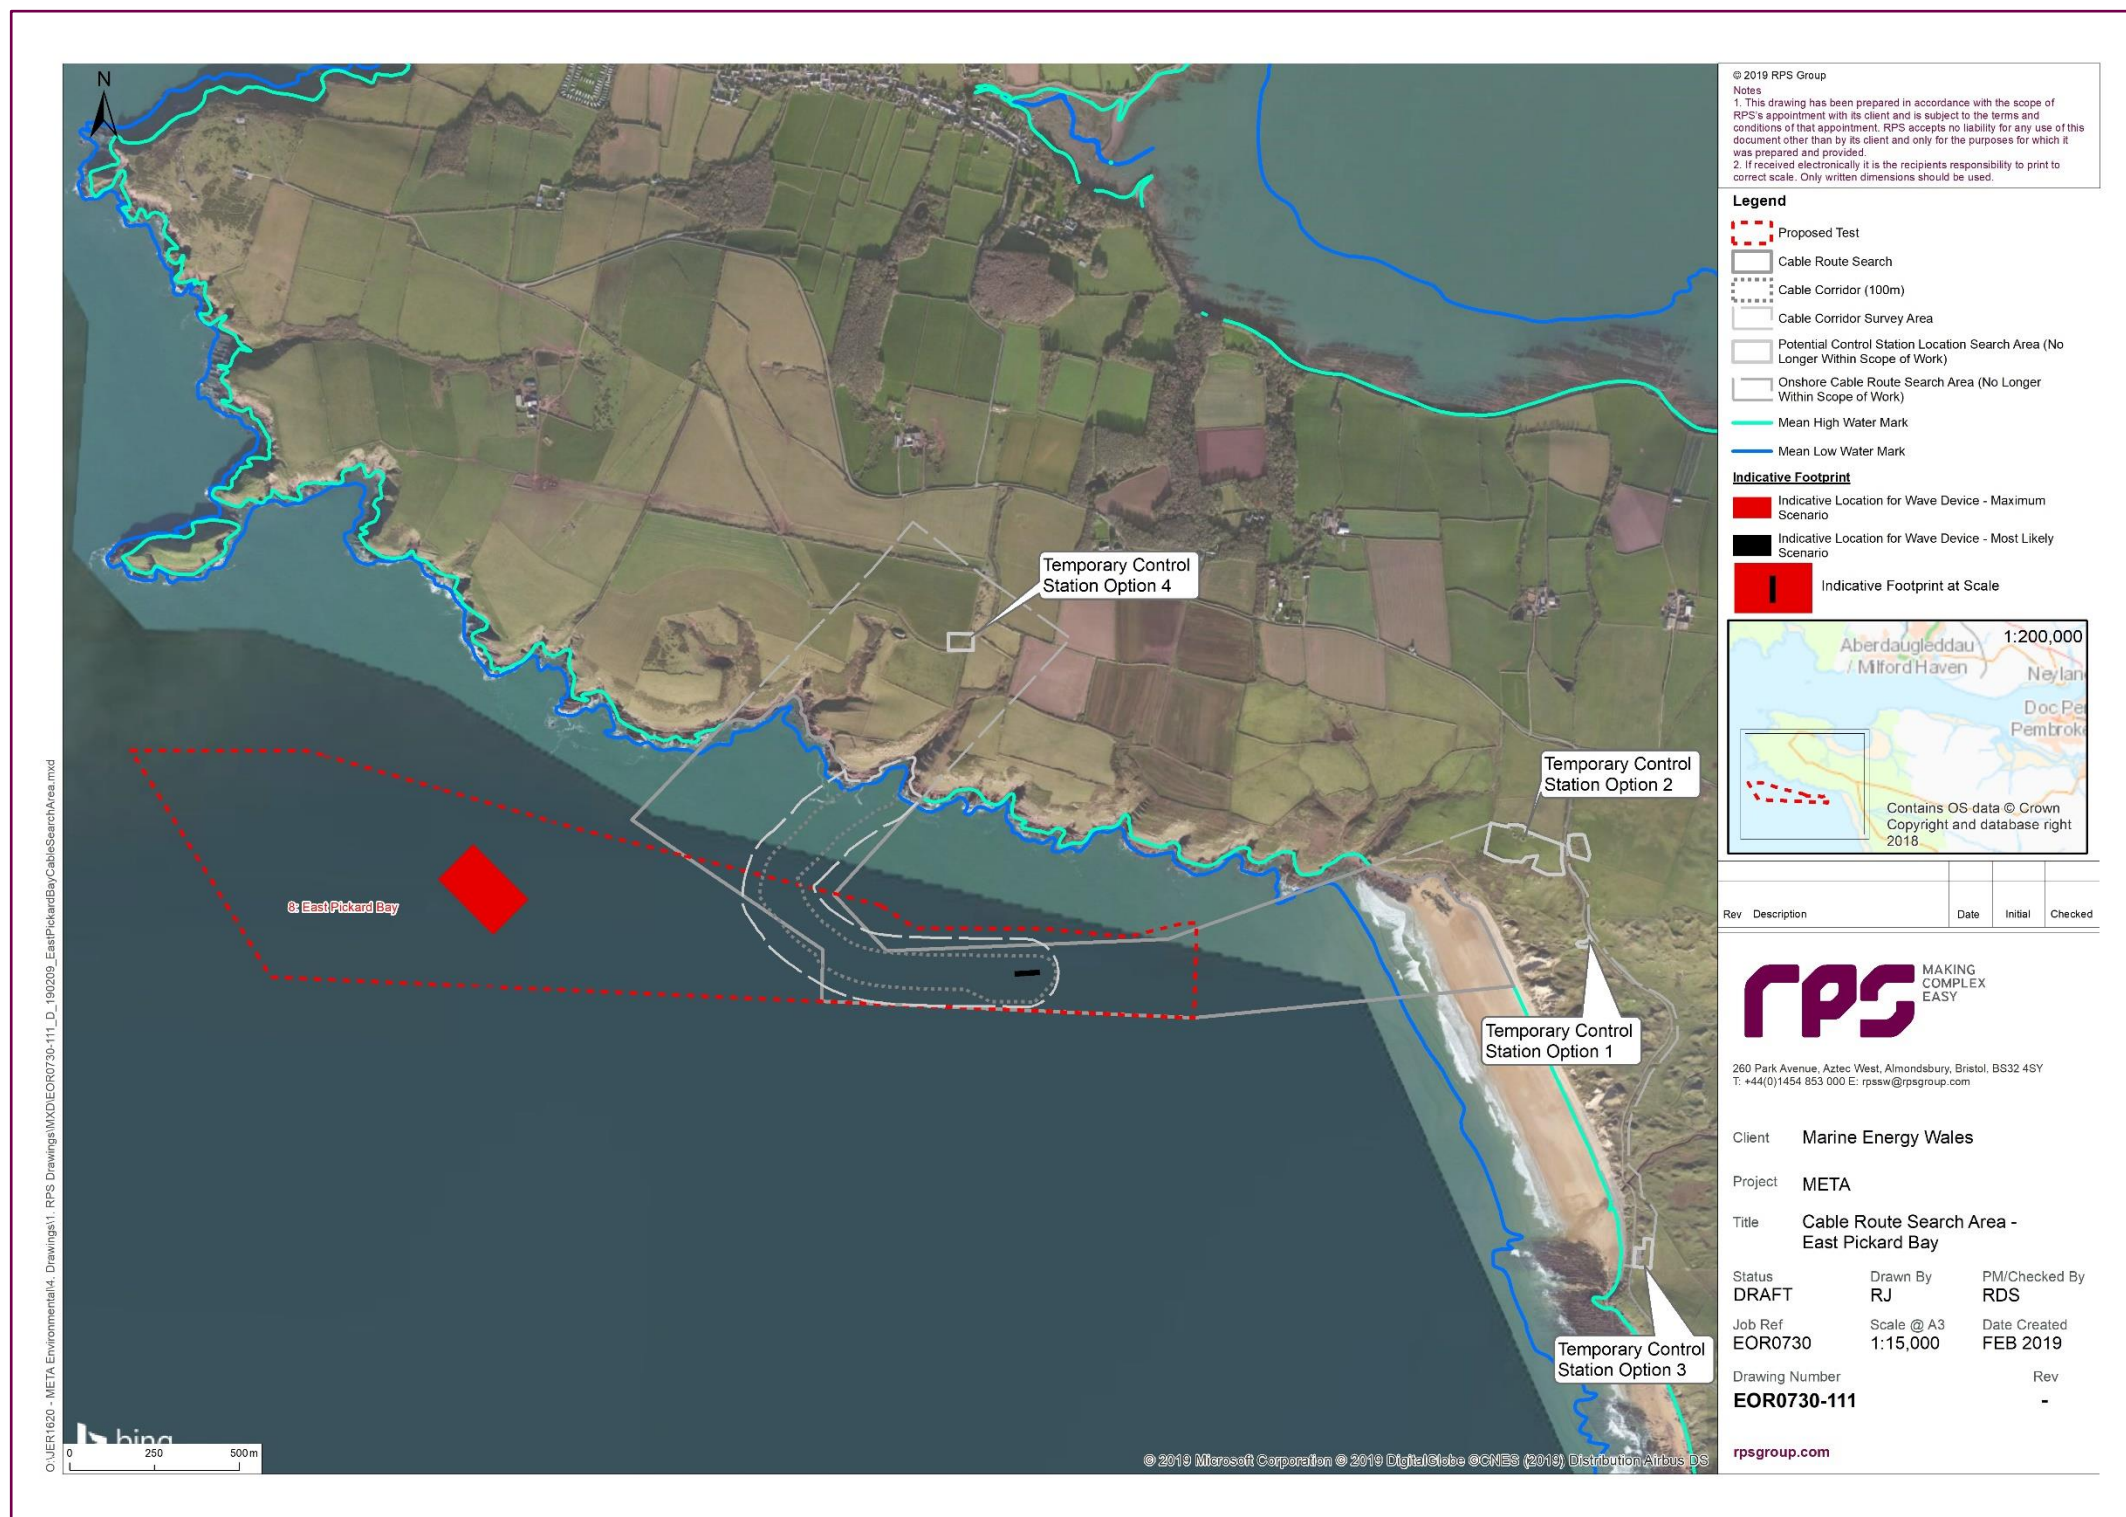 N
© 2019 RPS Group
Notes
1. This drawing has been prepared in accordance with the scope of
RPS's appointment with its client and is subject to the terms and
conditions of that appointment. RPS accepts no liability for any use of this
document other than by its client and only for the purposes for which it
was prepared and provided.
2. If received electronically it is the recipients responsibility to print to
correct scale. Only written dimensions should be used.
Legend
Proposed Test
Cable Route Search
Cable Corridor (100m)
Cable Corridor Survey Area
Potential Control Station Location Search Area (No
Longer Within Scope of Work)
Onshore Cable Route Search Area (No Longer
Within Scope of Work)
Mean High Water Mark
Mean Low Water Mark
Indicative Footprint
Indicative Location for Wave Device - Maximum
Scenario
Indicative Location for Wave Device - Most Likely
Scenario
Indicative Footprint at Scale
1:200,000
Aberdaugleddau
/ Milford Haven
Neylan
Doc Pe
Pembroke
Contains OS data © Crown
Copyright and database right
2018
Temporary Control
Station Option 4
Temporary Control
Station Option 2
8: East Pickard Bay
Temporary Control
Station Option 1
Temporary Control
Station Option 3
Rev Description Date Initial Checked
rps
MAKING
COMPLEX
EASY
260 Park Avenue, Aztec West, Almondsbury, Bristol, BS32 4SY
T: +44(0)1454 853 000 E: rpssw@rpsgroup.com
Client Marine Energy Wales
Project META
Title Cable Route Search Area -
East Pickard Bay
Status Drawn By PM/Checked By
DRAFT RJ RDS
Job Ref Scale @ A3 Date Created
EOR0730 1:15,000 FEB 2019
Drawing Number Rev
EOR0730-111 -
rpsgroup.com
bing
0 250 500m
© 2019 Microsoft Corporation © 2019 DigitalGlobe ©CNES (2019) Distribution Airbus DS
O:\JER1620 - META Environmental\4. Drawings\1. RPS Drawings\MXD\EOR0730-111_D_190209_EastPickardBayCableSearchArea.mxd